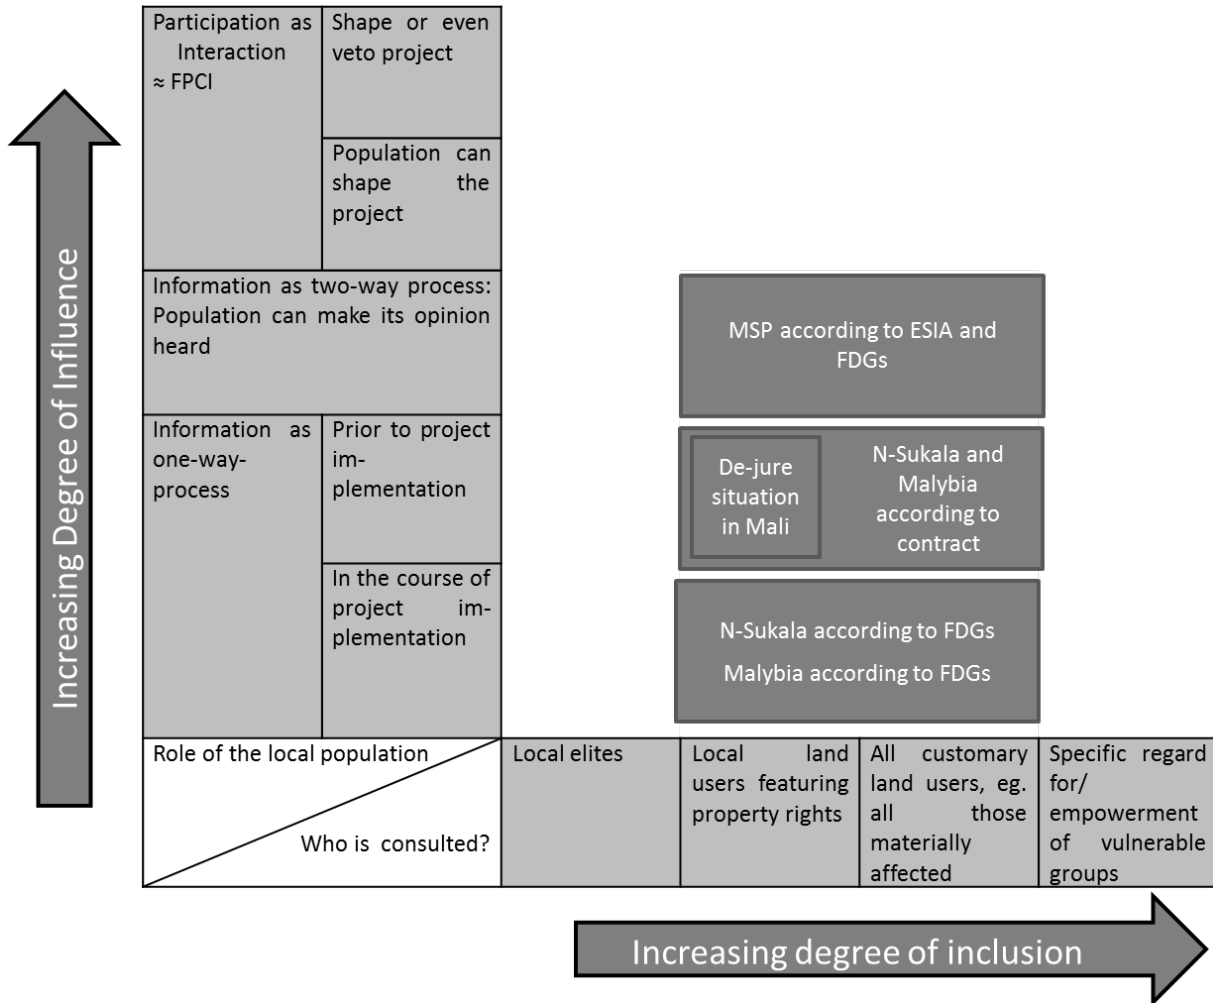 Participation as
Interaction
≈ FPCI
Shape or even
veto project
Population can
shape the
project
Information as two-way process:
Population can make its opinion
heard
Information as
one-way-
process
Prior to project
im-
plementation
In the course of
project im-
plementation
Increasing Degree of Influence
MSP according to ESIA and
FDGs
De-jure
situation
in Mali
N-Sukala and
Malybia
according to
contract
N-Sukala according to FDGs
Malybia according to FDGs
Role of the local population
Who is consulted?
Local elites
Local land
users featuring
property rights
All customary
land users, eg.
all those
materially
affected
Specific regard
for/
empowerment
of vulnerable
groups
Increasing degree of inclusion